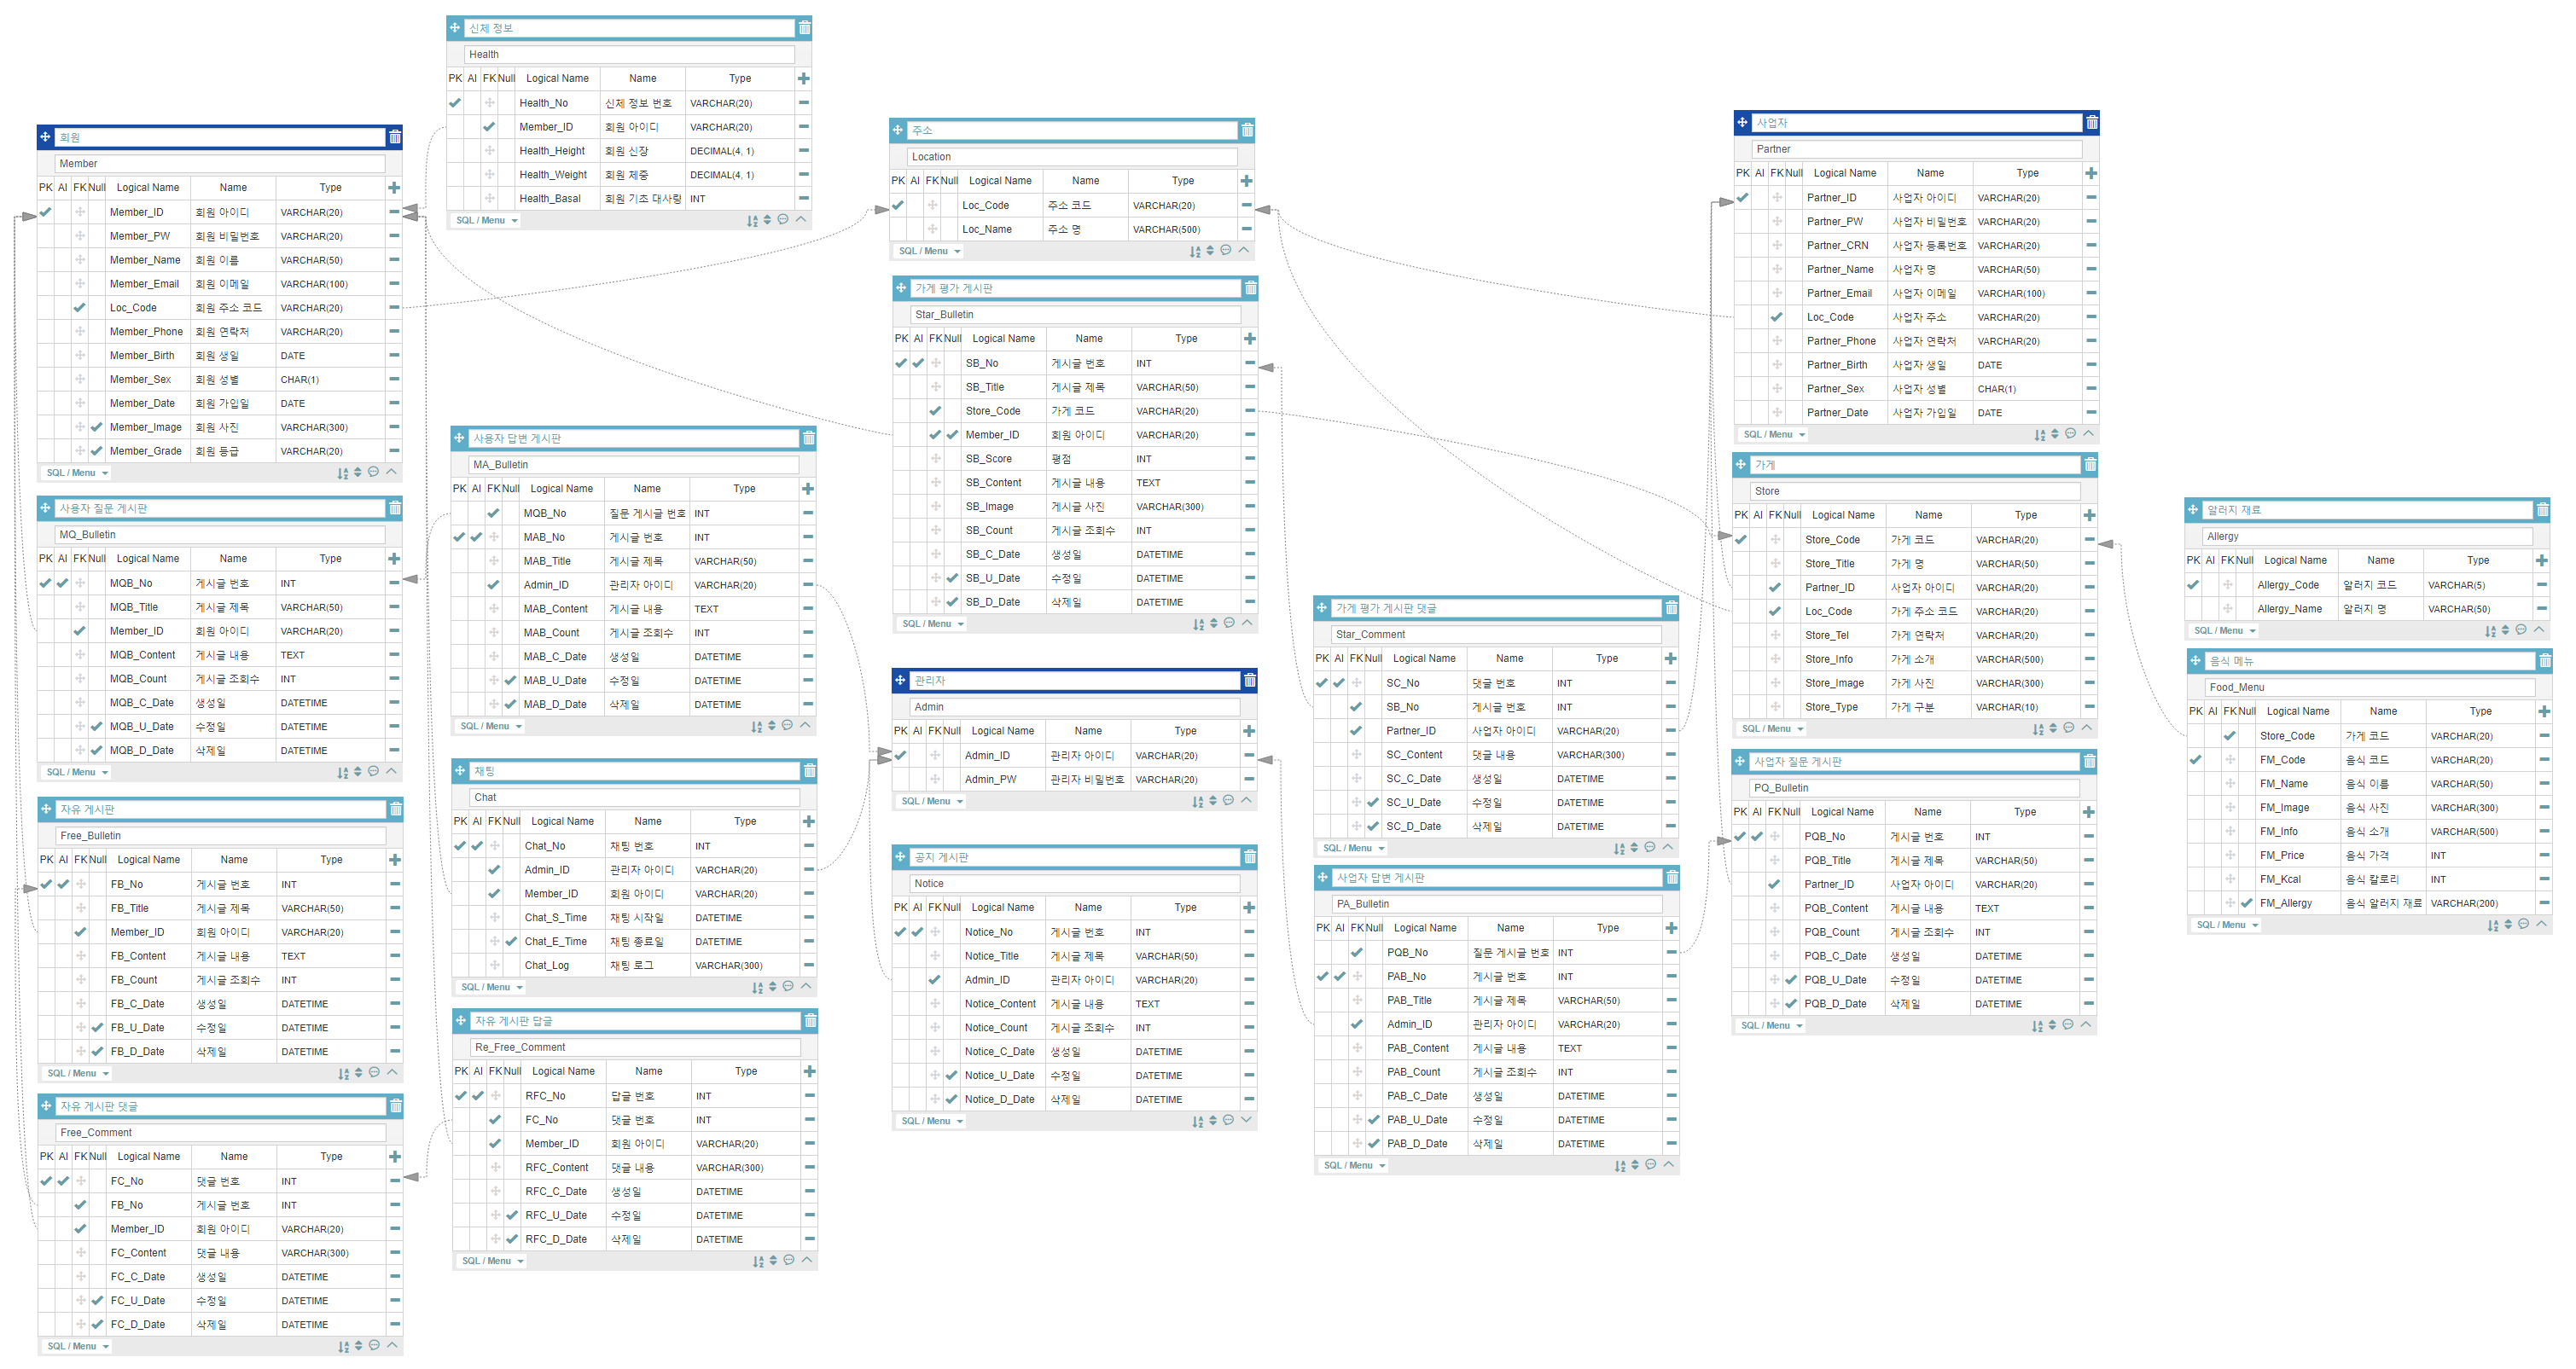 신체 정보
Health
PK AI FK Null Logical Name Name Type
Health_No 신체 정보 번호 VARCHAR(20)
Member_ID 회원 아이디 VARCHAR(20)
Health_Height 회원 신장 DECIMAL(4, 1)
Health_Weight 회원 체중 DECIMAL(4, 1)
Health_Basal 회원 기초 대사량 INT
SQL / Menu
회원
Member
PK AI FK Null Logical Name Name Type
Member_ID 회원 아이디 VARCHAR(20)
Member_PW 회원 비밀번호 VARCHAR(20)
Member_Name 회원 이름 VARCHAR(50)
Member_Email 회원 이메일 VARCHAR(100)
Loc_Code 회원 주소 코드 VARCHAR(20)
Member_Phone 회원 연락처 VARCHAR(20)
Member_Birth 회원 생일 DATE
Member_Sex 회원 성별 CHAR(1)
Member_Date 회원 가입일 DATE
Member_Image 회원 사진 VARCHAR(300)
Member_Grade 회원 등급 VARCHAR(20)
SQL / Menu
사용자 질문 게시판
MQ_Bulletin
PK AI FK Null Logical Name Name Type
MQB_No 게시글 번호 INT
MQB_Title 게시글 제목 VARCHAR(50)
Member_ID 회원 아이디 VARCHAR(20)
MQB_Content 게시글 내용 TEXT
MQB_Count 게시글 조회수 INT
MQB_C_Date 생성일 DATETIME
MQB_U_Date 수정일 DATETIME
MQB_D_Date 삭제일 DATETIME
SQL / Menu
자유 게시판
Free_Bulletin
PK AI FK Null Logical Name Name Type
FB_No 게시글 번호 INT
FB_Title 게시글 제목 VARCHAR(50)
Member_ID 회원 아이디 VARCHAR(20)
FB_Content 게시글 내용 TEXT
FB_Count 게시글 조회수 INT
FB_C_Date 생성일 DATETIME
FB_U_Date 수정일 DATETIME
FB_D_Date 삭제일 DATETIME
SQL / Menu
자유 게시판 댓글
Free_Comment
PK AI FK Null Logical Name Name Type
FC_No 댓글 번호 INT
FB_No 게시글 번호 INT
Member_ID 회원 아이디 VARCHAR(20)
FC_Content 댓글 내용 VARCHAR(300)
FC_C_Date 생성일 DATETIME
FC_U_Date 수정일 DATETIME
FC_D_Date 삭제일 DATETIME
SQL / Menu
사용자 답변 게시판
MA_Bulletin
PK AI FK Null Logical Name Name Type
MQB_No 질문 게시글 번호 INT
MAB_No 게시글 번호 INT
MAB_Title 게시글 제목 VARCHAR(50)
Admin_ID 관리자 아이디 VARCHAR(20)
MAB_Content 게시글 내용 TEXT
MAB_Count 게시글 조회수 INT
MAB_C_Date 생성일 DATETIME
MAB_U_Date 수정일 DATETIME
MAB_D_Date 삭제일 DATETIME
SQL / Menu
채팅
Chat
PK AI FK Null Logical Name Name Type
Chat_No 채팅 번호 INT
Admin_ID 관리자 아이디 VARCHAR(20)
Member_ID 회원 아이디 VARCHAR(20)
Chat_S_Time 채팅 시작일 DATETIME
Chat_E_Time 채팅 종료일 DATETIME
Chat_Log 채팅 로그 VARCHAR(300)
SQL / Menu
자유 게시판 답글
Re_Free_Comment
PK AI FK Null Logical Name Name Type
RFC_No 답글 번호 INT
FC_No 댓글 번호 INT
Member_ID 회원 아이디 VARCHAR(20)
RFC_Content 댓글 내용 VARCHAR(300)
RFC_C_Date 생성일 DATETIME
RFC_U_Date 수정일 DATETIME
RFC_D_Date 삭제일 DATETIME
SQL / Menu
주소
Location
PK AI FK Null Logical Name Name Type
Loc_Code 주소 코드 VARCHAR(20)
Loc_Name 주소 명 VARCHAR(500)
SQL / Menu
가게 평가 게시판
Star_Bulletin
PK AI FK Null Logical Name Name Type
SB_No 게시글 번호 INT
SB_Title 게시글 제목 VARCHAR(50)
Store_Code 가게 코드 VARCHAR(20)
Member_ID 회원 아이디 VARCHAR(20)
SB_Score 평점 INT
SB_Content 게시글 내용 TEXT
SB_Image 게시글 사진 VARCHAR(300)
SB_Count 게시글 조회수 INT
SB_C_Date 생성일 DATETIME
SB_U_Date 수정일 DATETIME
SB_D_Date 삭제일 DATETIME
SQL / Menu
관리자
Admin
PK AI FK Null Logical Name Name Type
Admin_ID 관리자 아이디 VARCHAR(20)
Admin_PW 관리자 비밀번호 VARCHAR(20)
SQL / Menu
공지 게시판
Notice
PK AI FK Null Logical Name Name Type
Notice_No 게시글 번호 INT
Notice_Title 게시글 제목 VARCHAR(50)
Admin_ID 관리자 아이디 VARCHAR(20)
Notice_Content 게시글 내용 TEXT
Notice_Count 게시글 조회수 INT
Notice_C_Date 생성일 DATETIME
Notice_U_Date 수정일 DATETIME
Notice_D_Date 삭제일 DATETIME
SQL / Menu
가게 평가 게시판 댓글
Star_Comment
PK AI FK Null Logical Name Name Type
SC_No 댓글 번호 INT
SB_No 게시글 번호 INT
Partner_ID 사업자 아이디 VARCHAR(20)
SC_Content 댓글 내용 VARCHAR(300)
SC_C_Date 생성일 DATETIME
SC_U_Date 수정일 DATETIME
SC_D_Date 삭제일 DATETIME
SQL / Menu
사업자 답변 게시판
PA_Bulletin
PK AI FK Null Logical Name Name Type
PQB_No 질문 게시글 번호 INT
PAB_No 게시글 번호 INT
PAB_Title 게시글 제목 VARCHAR(50)
Admin_ID 관리자 아이디 VARCHAR(20)
PAB_Content 게시글 내용 TEXT
PAB_Count 게시글 조회수 INT
PAB_C_Date 생성일 DATETIME
PAB_U_Date 수정일 DATETIME
PAB_D_Date 삭제일 DATETIME
SQL / Menu
사업자
Partner
PK AI FK Null Logical Name Name Type
Partner_ID 사업자 아이디 VARCHAR(20)
Partner_PW 사업자 비밀번호 VARCHAR(20)
Partner_CRN 사업자 등록번호 VARCHAR(20)
Partner_Name 사업자 명 VARCHAR(50)
Partner_Email 사업자 이메일 VARCHAR(100)
Loc_Code 사업자 주소 VARCHAR(20)
Partner_Phone 사업자 연락처 VARCHAR(20)
Partner_Birth 사업자 생일 DATE
Partner_Sex 사업자 성별 CHAR(1)
Partner_Date 사업자 가입일 DATE
SQL / Menu
가게
Store
PK AI FK Null Logical Name Name Type
Store_Code 가게 코드 VARCHAR(20)
Store_Title 가게 명 VARCHAR(50)
Partner_ID 사업자 아이디 VARCHAR(20)
Loc_Code 가게 주소 코드 VARCHAR(20)
Store_Tel 가게 연락처 VARCHAR(20)
Store_Info 가게 소개 VARCHAR(500)
Store_Image 가게 사진 VARCHAR(300)
Store_Type 가게 구분 VARCHAR(10)
SQL / Menu
사업자 질문 게시판
PQ_Bulletin
PK AI FK Null Logical Name Name Type
PQB_No 게시글 번호 INT
PQB_Title 게시글 제목 VARCHAR(50)
Partner_ID 사업자 아이디 VARCHAR(20)
PQB_Content 게시글 내용 TEXT
PQB_Count 게시글 조회수 INT
PQB_C_Date 생성일 DATETIME
PQB_U_Date 수정일 DATETIME
PQB_D_Date 삭제일 DATETIME
SQL / Menu
알러지 재료
Allergy
PK AI FK Null Logical Name Name Type
Allergy_Code 알러지 코드 VARCHAR(5)
Allergy_Name 알러지 명 VARCHAR(50)
SQL / Menu
음식 메뉴
Food_Menu
PK AI FK Null Logical Name Name Type
Store_Code 가게 코드 VARCHAR(20)
FM_Code 음식 코드 VARCHAR(20)
FM_Name 음식 이름 VARCHAR(50)
FM_Image 음식 사진 VARCHAR(300)
FM_Info 음식 소개 VARCHAR(500)
FM_Price 음식 가격 INT
FM_Kcal 음식 칼로리 INT
FM_Allergy 음식 알러지 재료 VARCHAR(200)
SQL / Menu